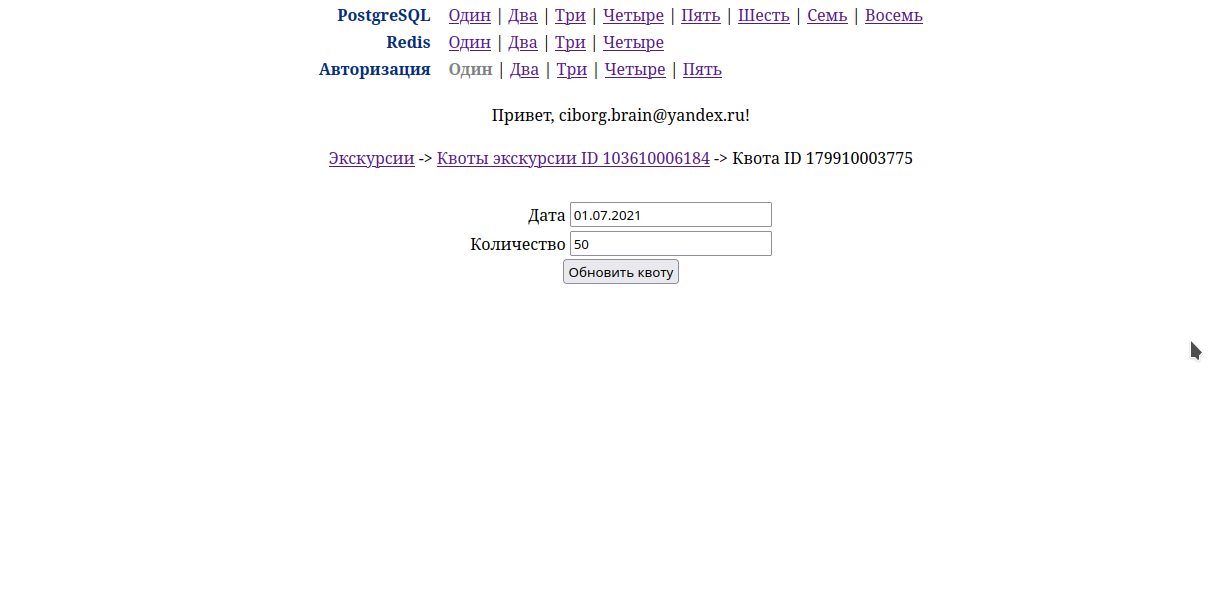 PostgreSQL Один | Два | Три | Четыре | Пять | Шесть | Семь | Восемь
Redis Один | Два | Три | Четыре
Авторизация Один | Два | Три | Четыре | Пять
Привет, ciborg.brain@yandex.ru!
Экскурсии -> Квоты экскурсии ID 103610006184 -> Квота ID 179910003775
Дата 01.07.2021
Количество 50
Обновить квоту